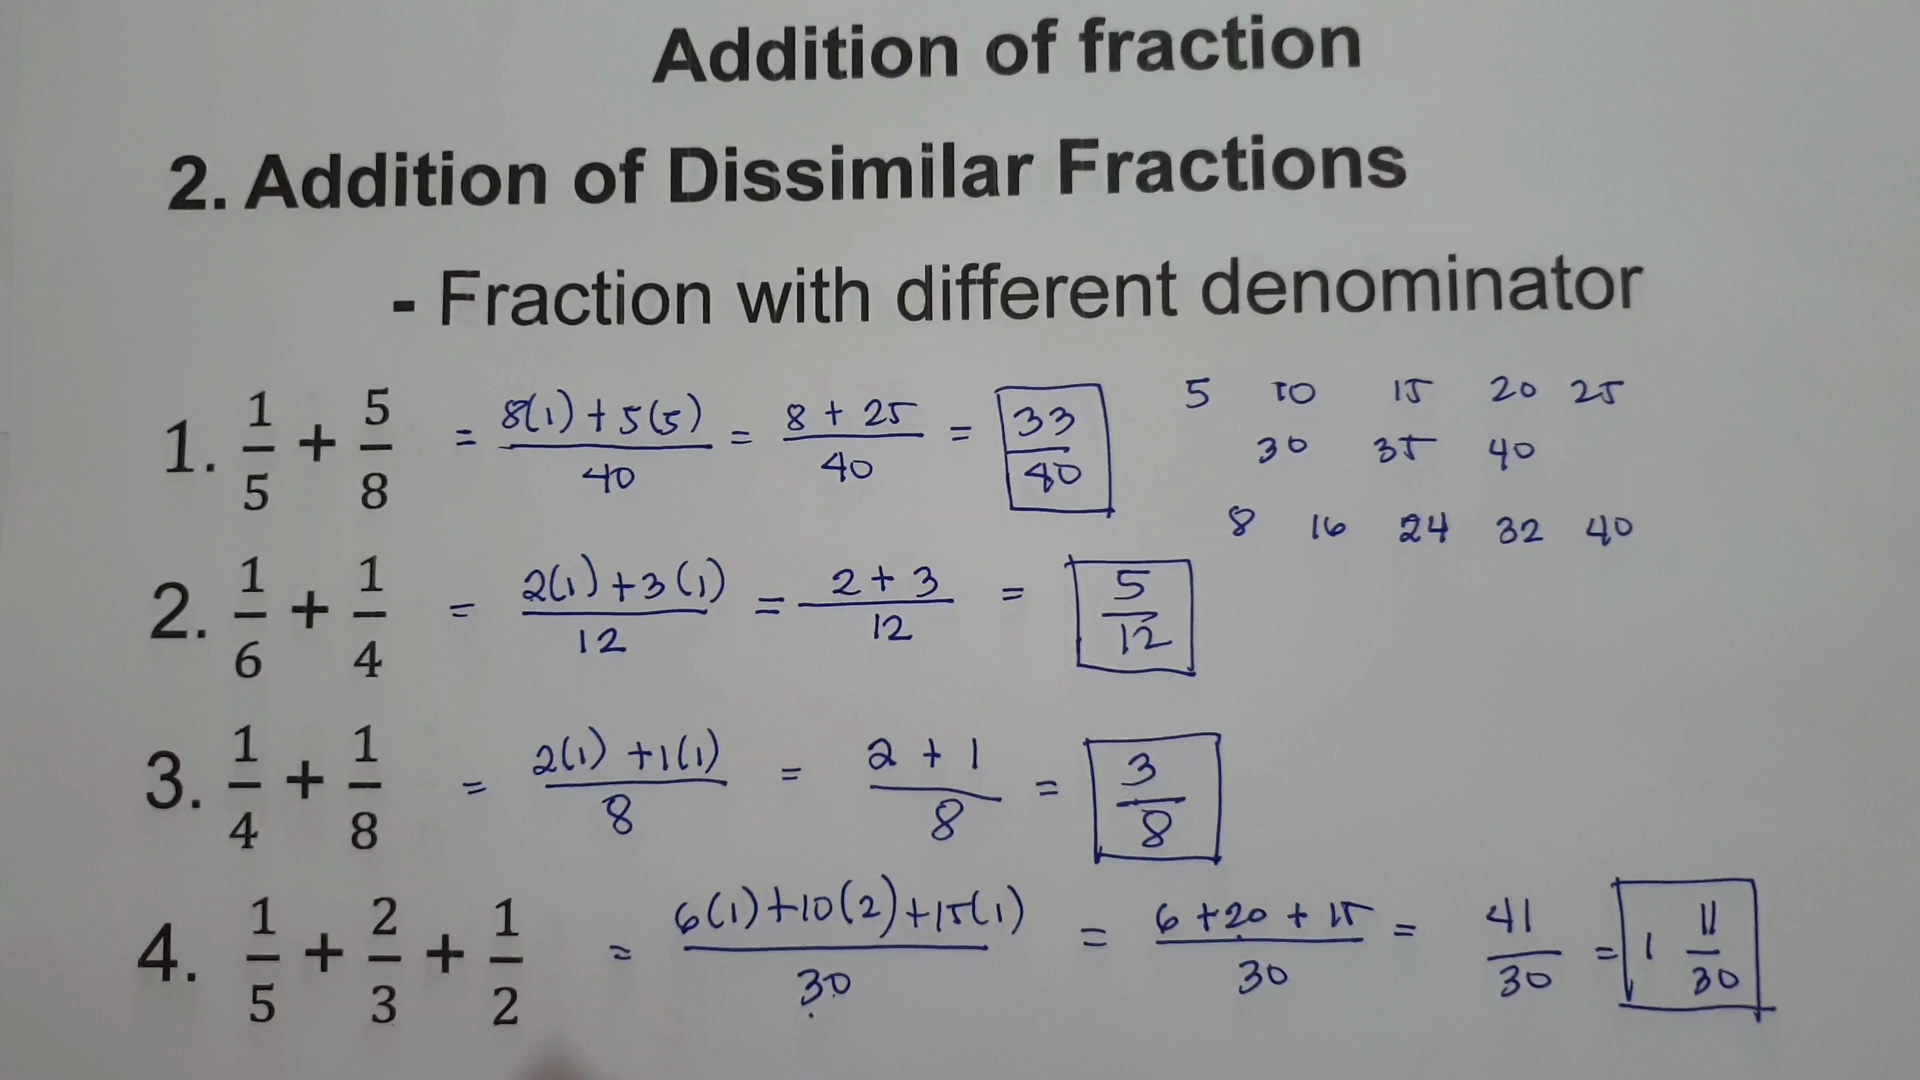 Addition of fraction
2. Addition of Dissimilar Fractions
- Fraction with different denominator
1. 1/5 + 5/8 = 8(1) + 5(5)/40 = 8 + 25/40 = 33/40
5 10 15 20 25
30 35 40
8 16 24 32 40
2. 1/6 + 1/4 = 2(1) + 3(1)/12 = 2 + 3/12 = 5/12
3. 1/4 + 1/8 = 2(1) + 1(1)/8 = 2 + 1/8 = 3/8
4. 1/5 + 2/3 + 1/2 = 6(1) + 10(2) + 15(1)/30 = 6 + 20 + 15/30 = 41/30 = 1 11/30